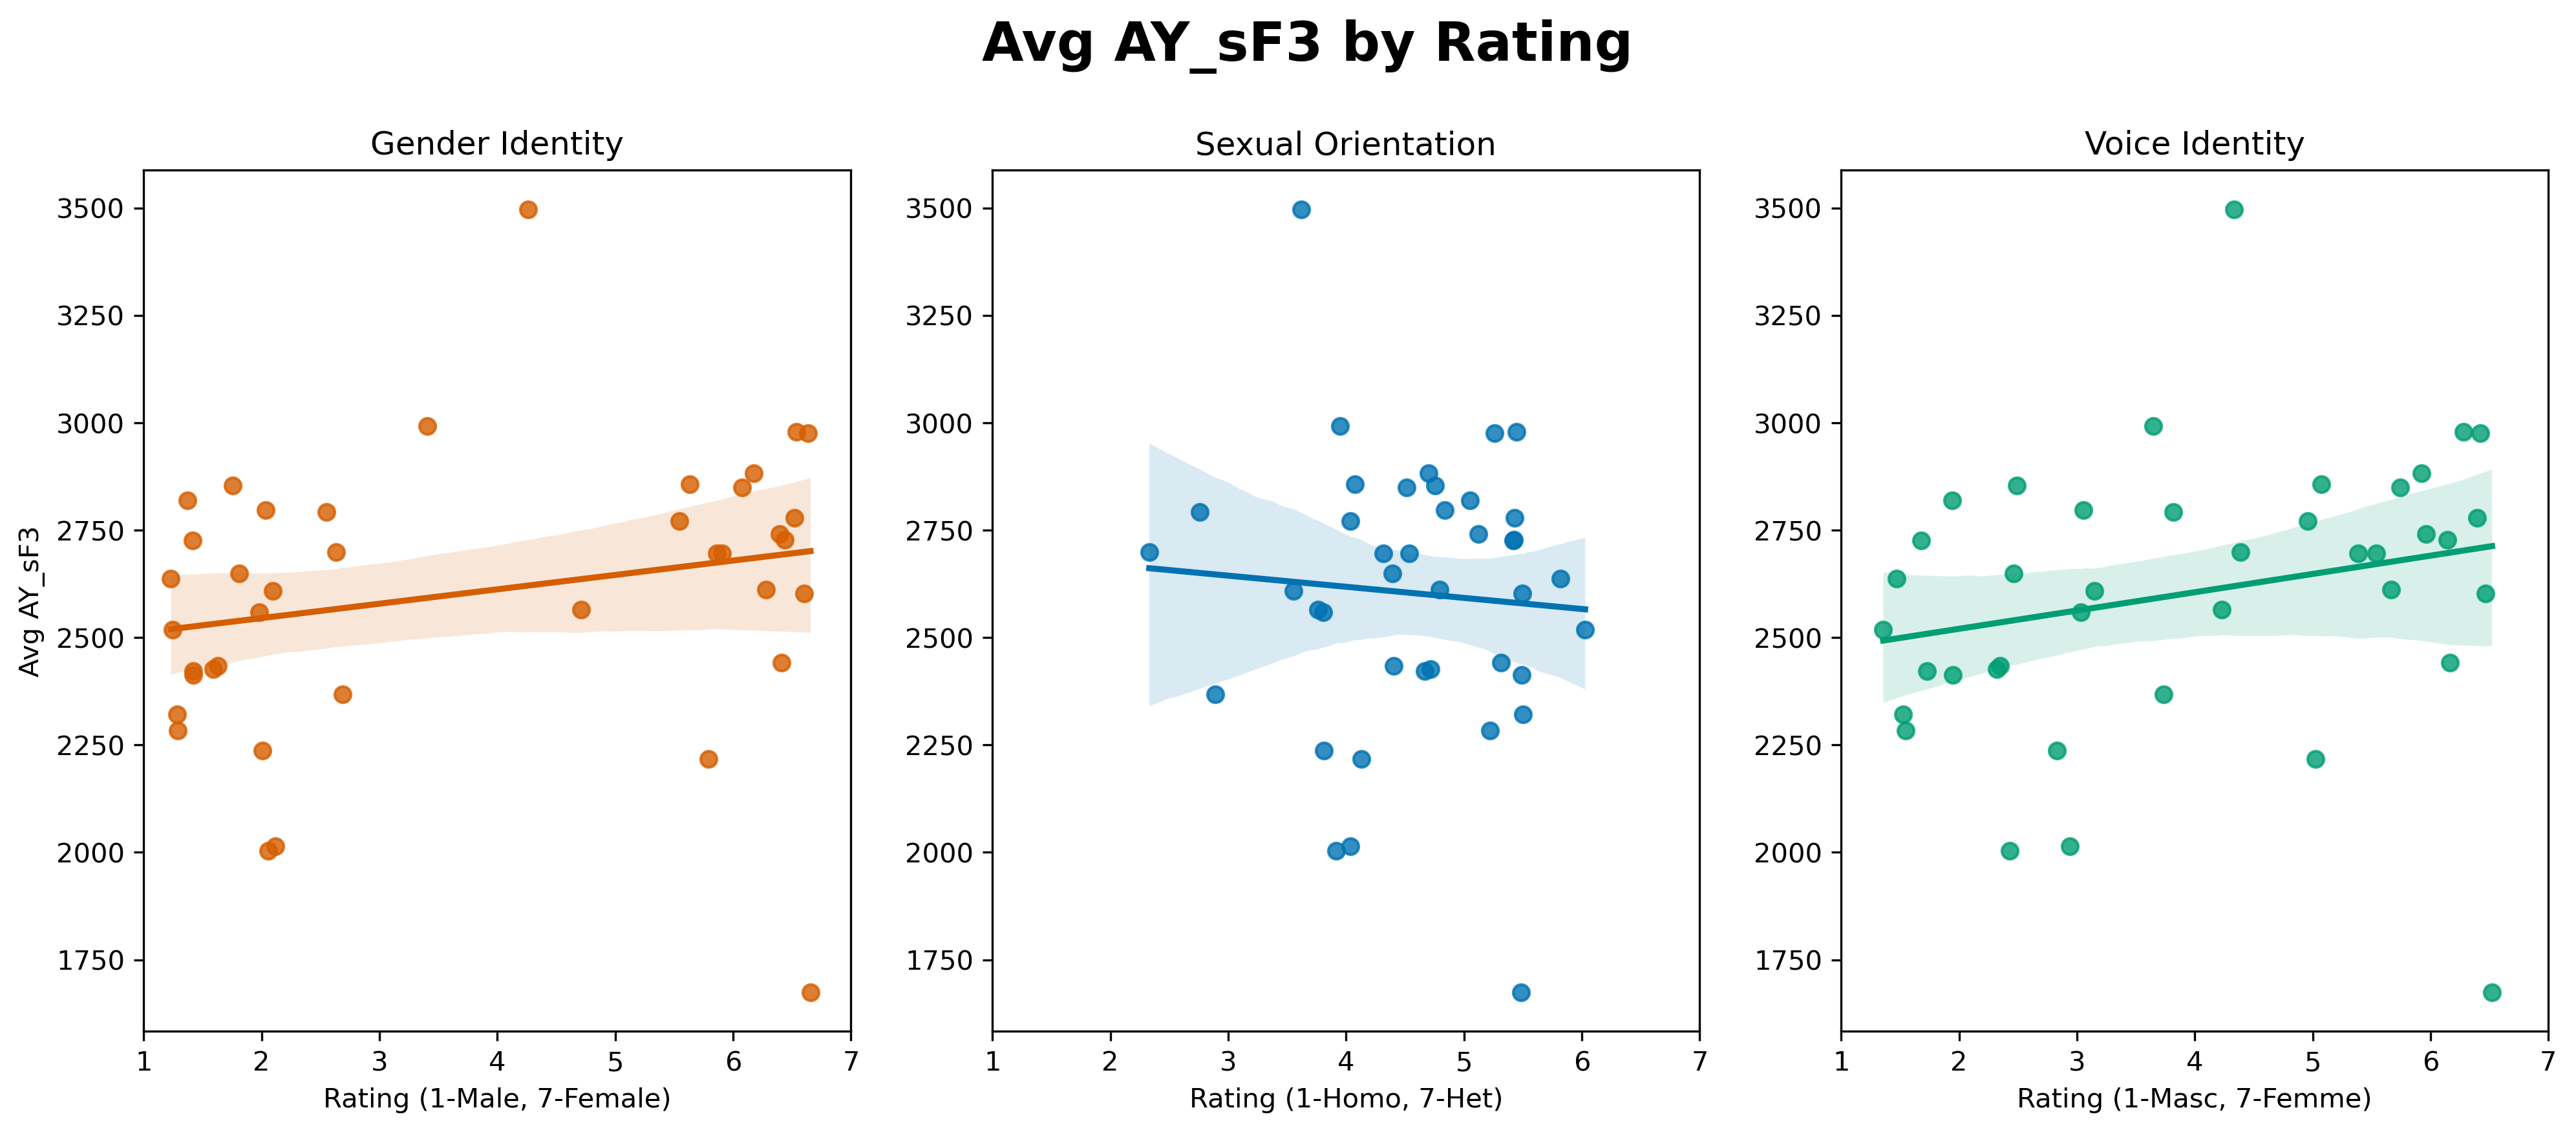 Avg AY_sF3 by Rating
Gender Identity
Sexual Orientation
Voice Identity
Avg AY_sF3
3500
3250
3000
2750
2500
2250
2000
1750
1 2 3 4 5 6 7
Rating (1-Male, 7-Female)
3500
3250
3000
2750
2500
2250
2000
1750
1 2 3 4 5 6 7
Rating (1-Homo, 7-Het)
3500
3250
3000
2750
2500
2250
2000
1750
1 2 3 4 5 6 7
Rating (1-Masc, 7-Femme)